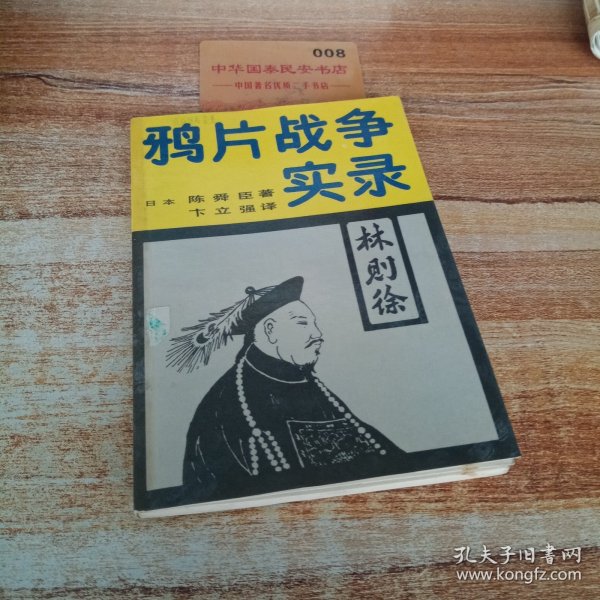 008
中华国泰民安书店
中国著名优质二手书店
鸦片战争
实录
日本 陈舜臣著
卞立强译
林则徐
孔夫子旧书网
www.kongfz.com